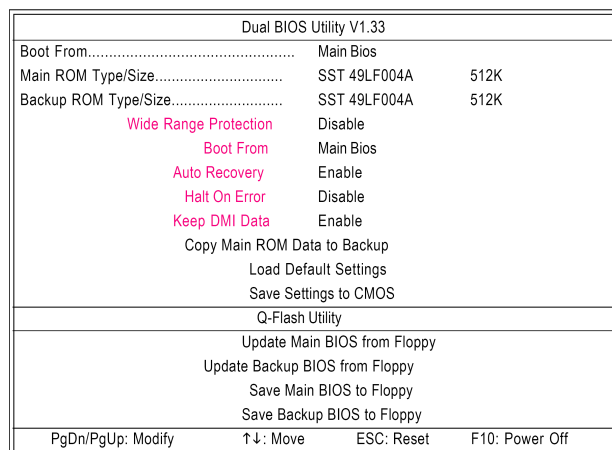 Dual BIOS Utility V1.33
Boot From................................................. Main Bios
Main ROM Type/Size.............................. SST 49LF004A 512K
Backup ROM Type/Size.......................... SST 49LF004A 512K
Wide Range Protection Disable
Boot From Main Bios
Auto Recovery Enable
Halt On Error Disable
Keep DMI Data Enable
Copy Main ROM Data to Backup
Load Default Settings
Save Settings to CMOS
Q-Flash Utility
Update Main BIOS from Floppy
Update Backup BIOS from Floppy
Save Main BIOS to Floppy
Save Backup BIOS to Floppy
PgDn/PgUp: Modify ↑↓: Move ESC: Reset F10: Power Off